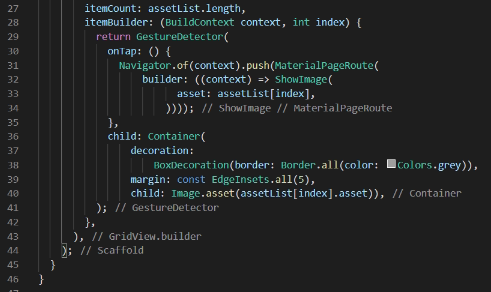 27 itemCount: assetList.length,
28 itemBuilder: (BuildContext context, int index) {
29 return GestureDetector(
30 onTap: () {
31 Navigator.of(context).push(MaterialPageRoute(
32 builder: ((context) => ShowImage(
33 asset: assetList[index],
34 )))); // ShowImage // MaterialPageRoute
35 },
36 child: Container(
37 decoration:
38 BoxDecoration(border: Border.all(color: Colors.grey)),
39 margin: const EdgeInsets.all(5),
40 child: Image.asset(assetList[index].asset)), // Container
41 ); // GestureDetector
42 },
43 ), // GridView.builder
44 ); // Scaffold
45 }
46 }